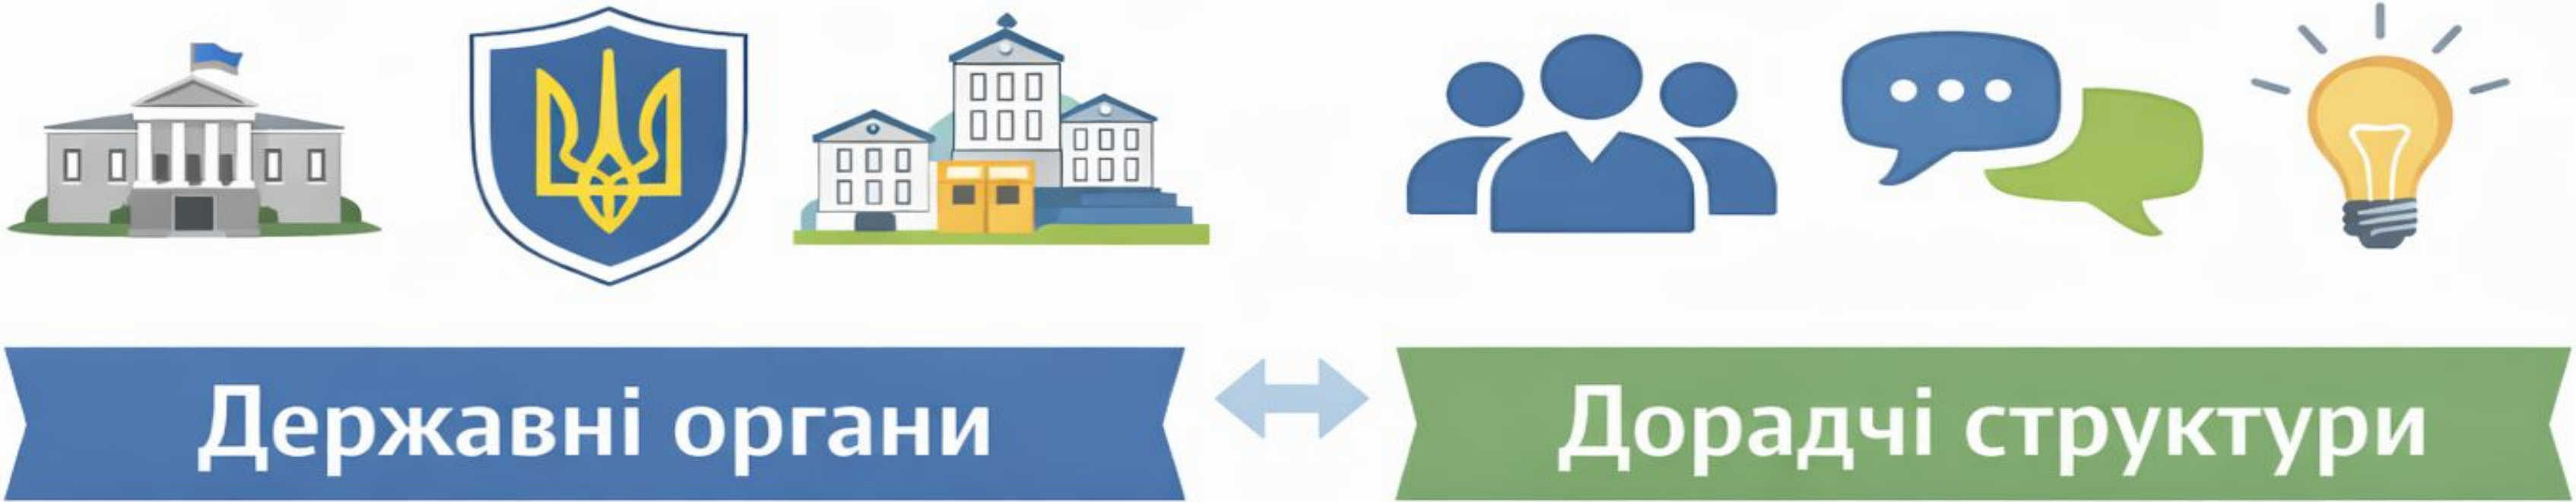 Державні органи
Дорадчі структури